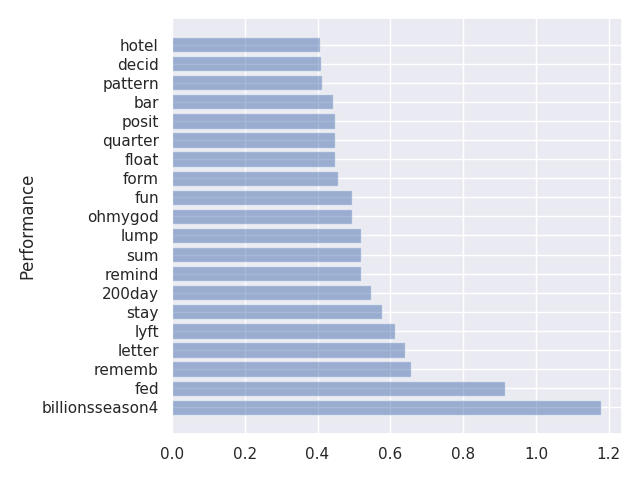 hotel
decid
pattern
bar
posit
quarter
float
form
fun
ohmygod
lump
sum
remind
200day
stay
lyft
letter
rememb
fed
billionsseason4
Performance
0.0 0.2 0.4 0.6 0.8 1.0 1.2